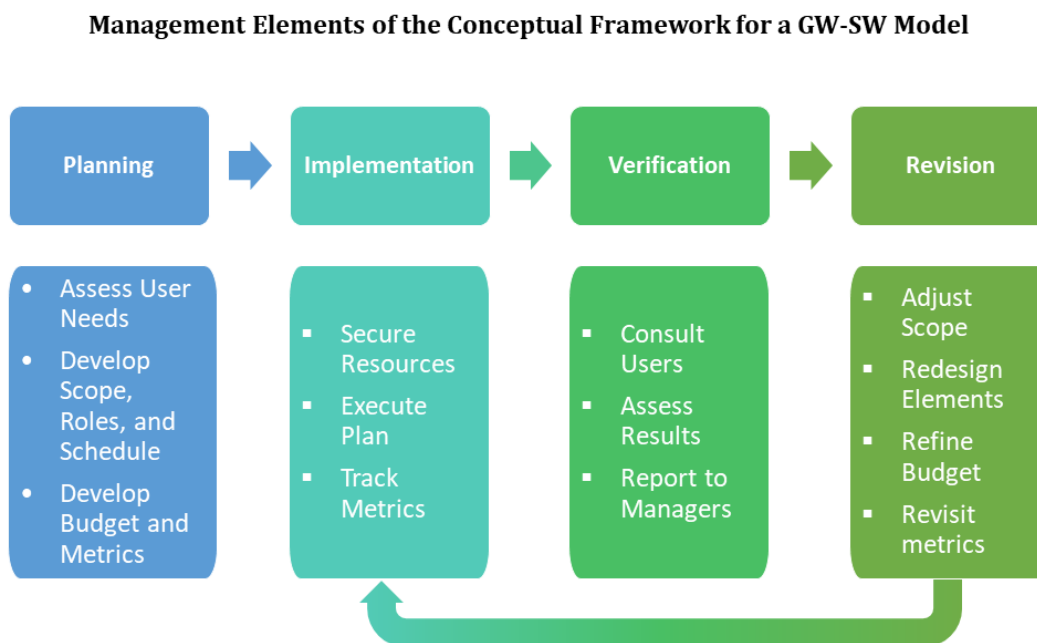 Management Elements of the Conceptual Framework for a GW-SW Model
Planning
Implementation
Verification
Revision
• Assess User
Needs
• Develop
Scope,
Roles, and
Schedule
• Develop
Budget and
Metrics
▪ Secure
Resources
▪ Execute
Plan
▪ Track
Metrics
▪ Consult
Users
▪ Assess
Results
▪ Report to
Managers
▪ Adjust
Scope
▪ Redesign
Elements
▪ Refine
Budget
▪ Revisit
metrics